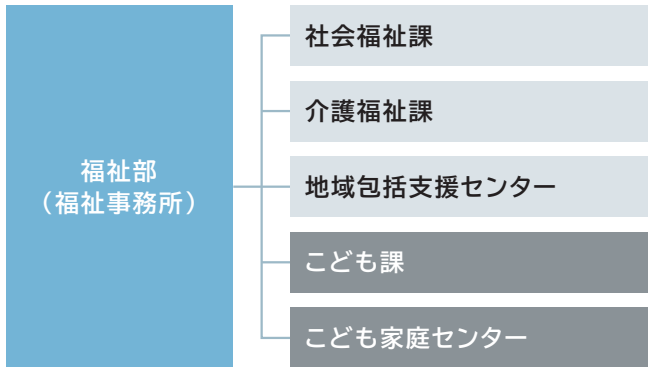 福祉部
（福祉事務所）
社会福祉課
介護福祉課
地域包括支援センター
こども課
こども家庭センター